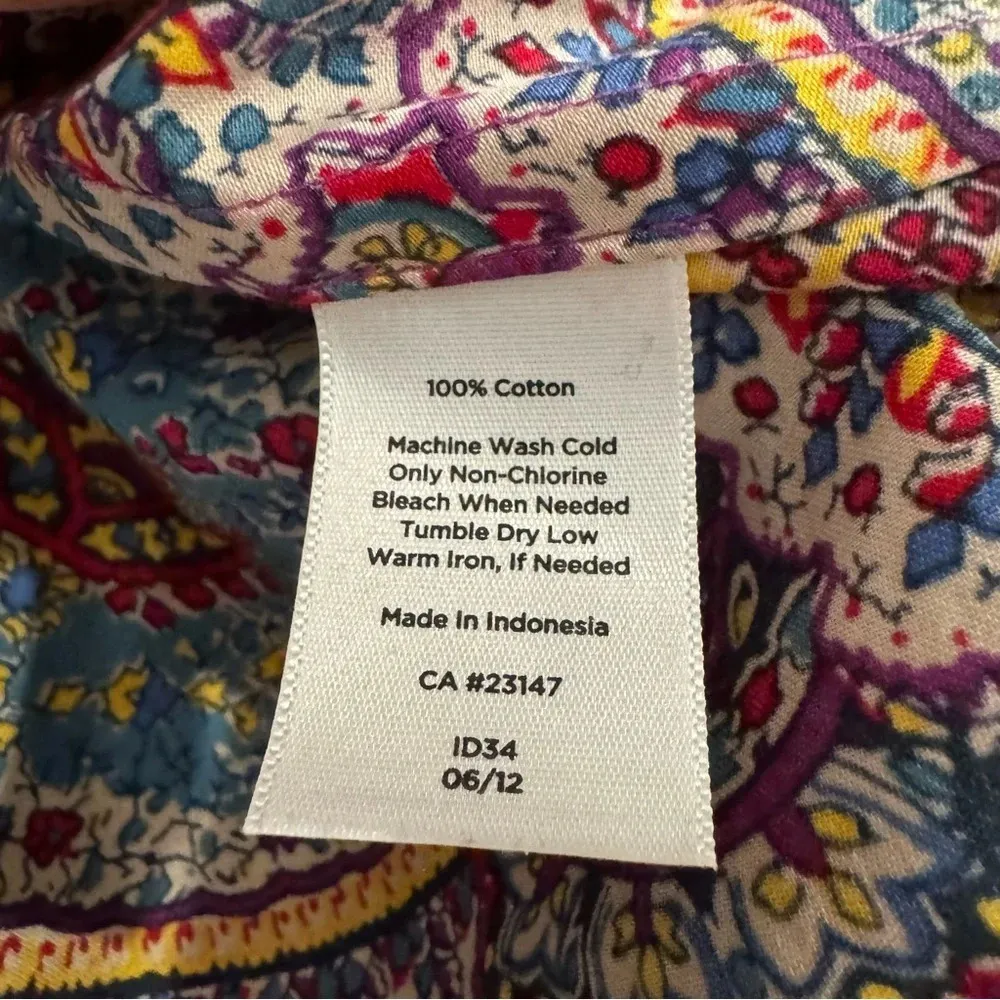 100% Cotton
Machine Wash Cold
Only Non-Chlorine
Bleach When Needed
Tumble Dry Low
Warm Iron, If Needed
Made in Indonesia
CA #23147
ID34
06/12